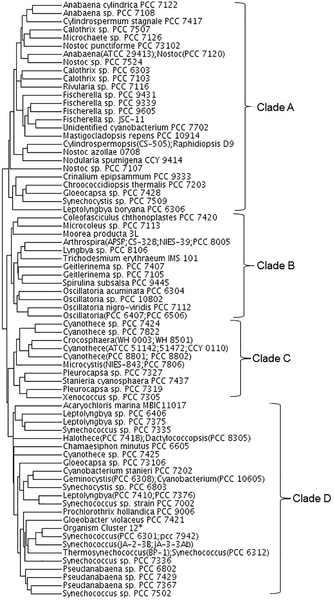 Anabaena cylindrica PCC 7122
Anabaena sp. PCC 7108
Cylindrospermum stagnale PCC 7417
Calothrix sp. PCC 7507
Microchaete sp. PCC 7126
Nostoc punctiforme PCC 73102
Anabaena(ATCC 29413);Nostoc(PCC 7120)
Nostoc sp. PCC 7524
Calothrix sp. PCC 6303
Calothrix sp. PCC 7103
Rivularia sp. PCC 7116
Fischerella sp. PCC 9431
Fischerella sp. PCC 9339
Fischerella sp. PCC 9605
Fischerella sp. JSC-11
Unidentified cyanobacterium PCC 7702
Mastigocladopsis repens PCC 10914
Cylindrospermopsis(CS-505);Raphidiopsis D9
Nostoc azollae 0708
Nodularia spumigena CCY 9414
Nostoc sp. PCC 7107
Crinalium epipsammum PCC 9333
Chroococcidiopsis thermalis PCC 7203
Gloeocapsa sp. PCC 7428
Synechocystis sp. PCC 7509
Leptolyngbya boryana PCC 6306
Clade A
Coleofasciculus chthonoplastes PCC 7420
Microcoleus sp. PCC 7113
Moorea producta 3L
Arthrospira(APSP;CS-328;NIES-39;PCC 8005
Lyngbya sp. PCC 8106
Trichodesmium erythraeum IMS 101
Geitlerinema sp. PCC 7407
Geitlerinema sp. PCC 7105
Spirulina subsalsa PCC 9445
Oscillatoria acuminata PCC 6304
Oscillatoria sp. PCC 10802
Oscillatoria nigro-viridis PCC 7112
Oscillatoria(PCC 6407;PCC 6506)
Clade B
Cyanothece sp. PCC 7424
Cyanothece sp. PCC 7822
Crocosphaera(WH 0003;WH 8501)
Cyanothece(ATCC 51142;51472;CCY 0110)
Cyanothece(PCC 8801; PCC 8802)
Microcystis(NIES-843;PCC 7806)
Pleurocapsa sp. PCC 7327
Stanieria cyanosphaera PCC 7437
Pleurocapsa sp. PCC 7319
Xenococcus sp. PCC 7305
Clade C
Acaryochloris marina MBIC11017
Leptolyngbya sp. PCC 6406
Leptolyngbya sp. PCC 7375
Synechococcus sp. PCC 7335
Halothece(PCC 7418);Dactylococcopsis(PCC 8305)
Chamaesiphon minutus PCC 6605
Cyanothece sp. PCC 7425
Gloeocapsa sp. PCC 73106
Cyanobacterium stanieri PCC 7202
Geminocystis(PCC 6308);Cyanobacterium(PCC 10605)
Synechocystis sp. PCC 6803
Leptolyngbya(PCC 7410;PCC 7376)
Synechococcus sp. strain PCC 7002
Prochlorothrix hollandica PCC 9006
Gloeobacter violaceus PCC 7421
Organism Cluster 12*
Synechococcus(PCC 6301;pcc 7942)
Synechococcus(JA-2-3B;JA-3-3Ab)
Thermosynechococcus(BP-1);Synechococcus(PCC 6312)
Synechococcus sp. PCC 7336
Pseudanabaena sp. PCC 6802
Pseudanabaena sp. PCC 7429
Pseudanabaena sp. PCC 7367
Synechococcus sp. PCC 7502
Clade D